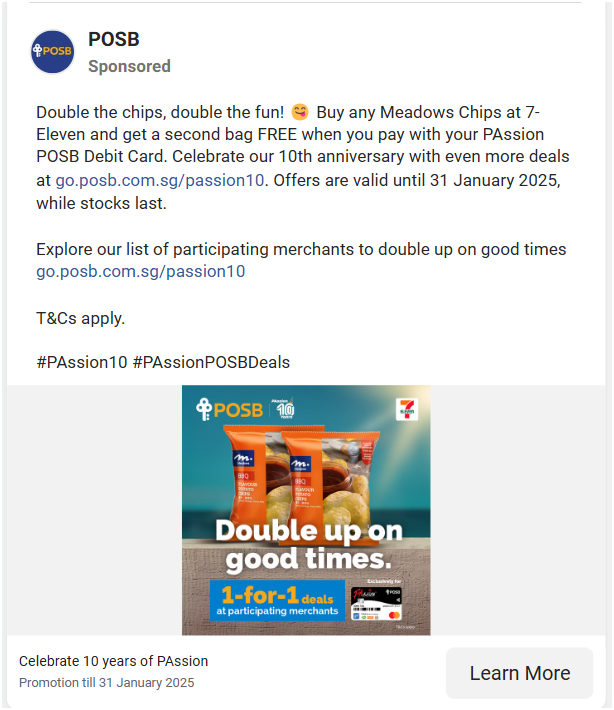 POSB
Sponsored
POSB
Double the chips, double the fun! 😋 Buy any Meadows Chips at 7-
Eleven and get a second bag FREE when you pay with your PAssion
POSB Debit Card. Celebrate our 10th anniversary with even more deals
at go.posb.com.sg/passion10. Offers are valid until 31 January 2025,
while stocks last.
Explore our list of participating merchants to double up on good times
go.posb.com.sg/passion10
T&Cs apply.
#PAssion10 #PAssionPOSBDeals
POSB
PAssion
10
Years
7
ELEVEN
m.
m.
BBQ
BBQ
FLAVOUR
POTATO
CHIPS
Double up on
good times.
1-for-1 deals
at participating merchants
Exclusively for
PAssion
POSB
Celebrate 10 years of PAssion
Promotion till 31 January 2025
Learn More